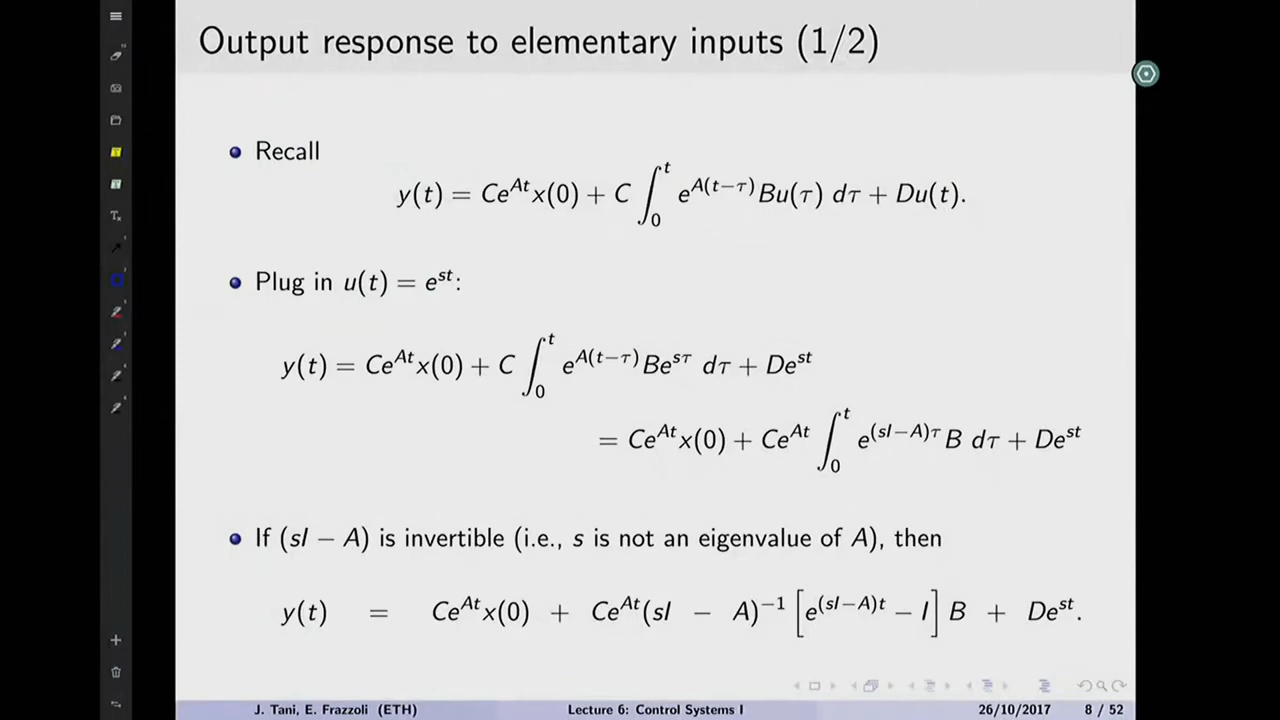 Output response to elementary inputs (1/2)
Recall
y(t) = Ce^{At}x(0) + C ∫_0^t e^{A(t−τ)}Bu(τ) dτ + Du(t).
Plug in u(t) = e^{st}:
y(t) = Ce^{At}x(0) + C ∫_0^t e^{A(t−τ)}Be^{sτ} dτ + De^{st}
= Ce^{At}x(0) + Ce^{At} ∫_0^t e^{(sI−A)τ}B dτ + De^{st}
If (sI − A) is invertible (i.e., s is not an eigenvalue of A), then
y(t) = Ce^{At}x(0) + Ce^{At}(sI − A)^{−1} [e^{(sI−A)t} − I] B + De^{st}.
J. Tani, E. Frazzoli (ETH) Lecture 6: Control Systems I 26/10/2017 8 / 52